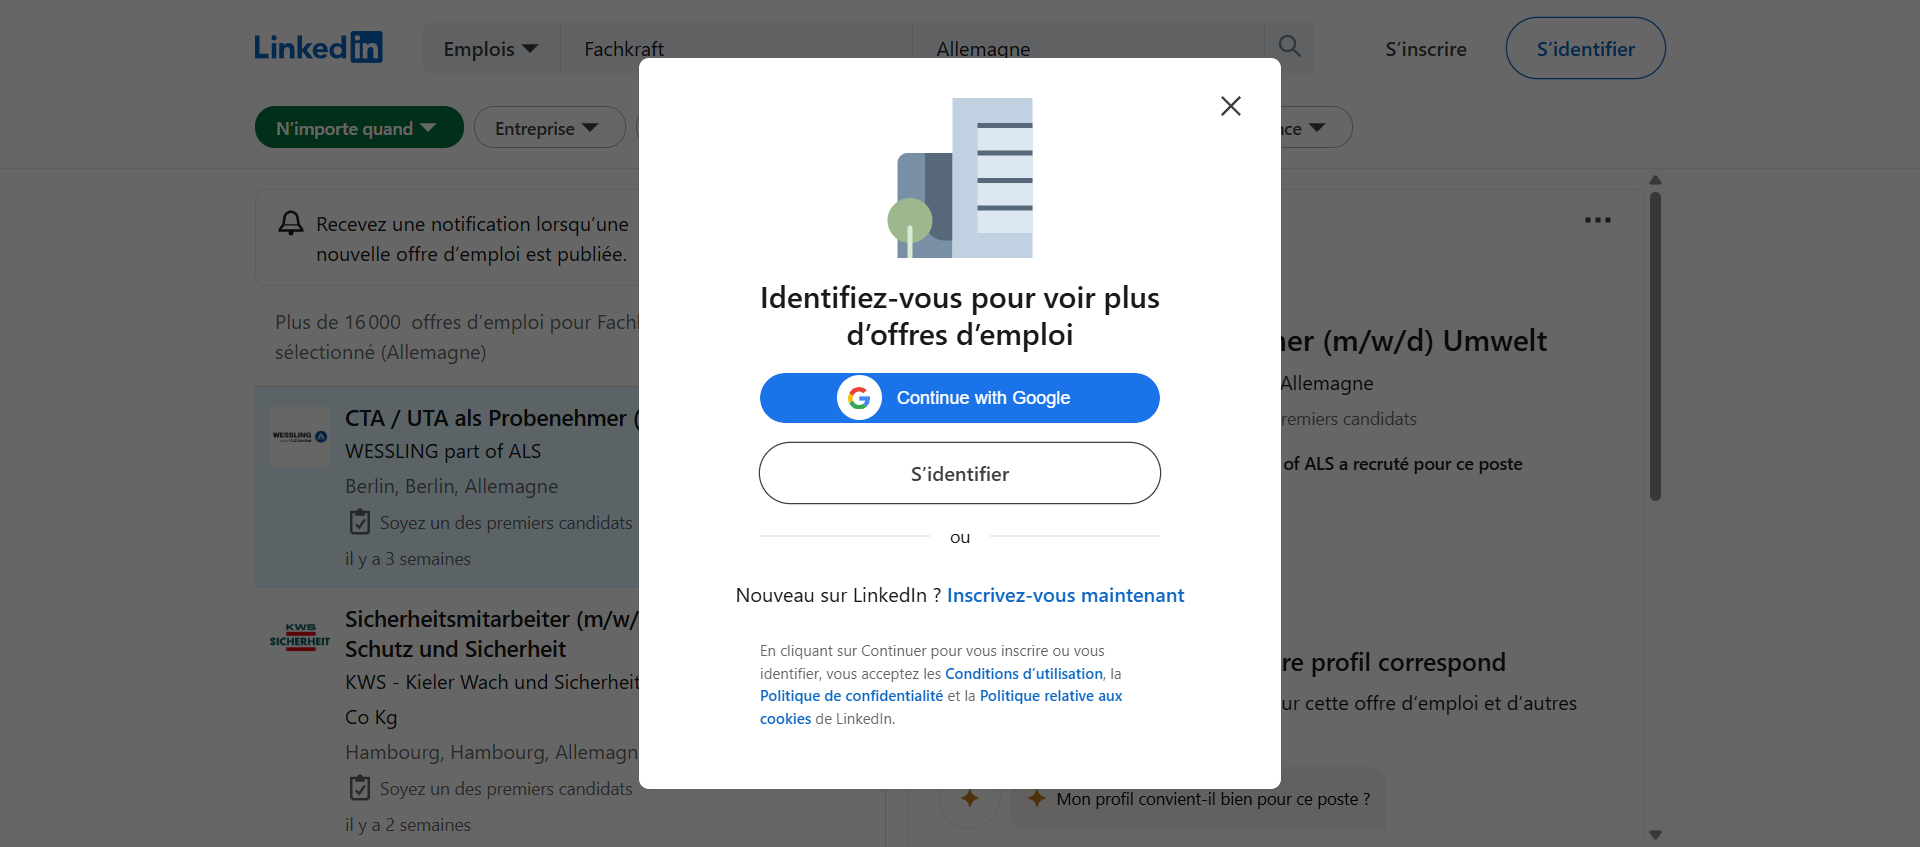 LinkedIn
Emplois
Fachkraft
Allemagne
S’inscrire
S’identifier
N’importe quand
Entreprise
Recevez une notification lorsqu’une
nouvelle offre d’emploi est publiée.
Plus de 16 000 offres d’emploi pour
sélectionné (Allemagne)
CTA / UTA als Probenehmer (
WESSLING part of ALS
Berlin, Berlin, Allemagne
Soyez un des premiers candidats
il y a 3 semaines
WESSLING
KWS
SICHERHEIT
Sicherheitsmitarbeiter (m/w/
Schutz und Sicherheit
KWS - Kieler Wach und Sicherheit
Co Kg
Hambourg, Hambourg,
Soyez un des premiers candidats
il y a 2 semaines
Identifiez-vous pour voir plus
d’offres d’emploi
Continue with Google
S’identifier
ou
Nouveau sur LinkedIn ? Inscrivez-vous maintenant
En cliquant sur Continuer pour vous inscrire ou vous
identifier, vous acceptez les Conditions d’utilisation, la
Politique de confidentialité et la Politique relative aux
cookies de LinkedIn.
(m/w/d) Umwelt
Allemagne
candidats
of ALS a recruté pour ce poste
profil correspond
cette offre d’emploi et d’autres
Mon profil convient-il bien pour ce poste ?